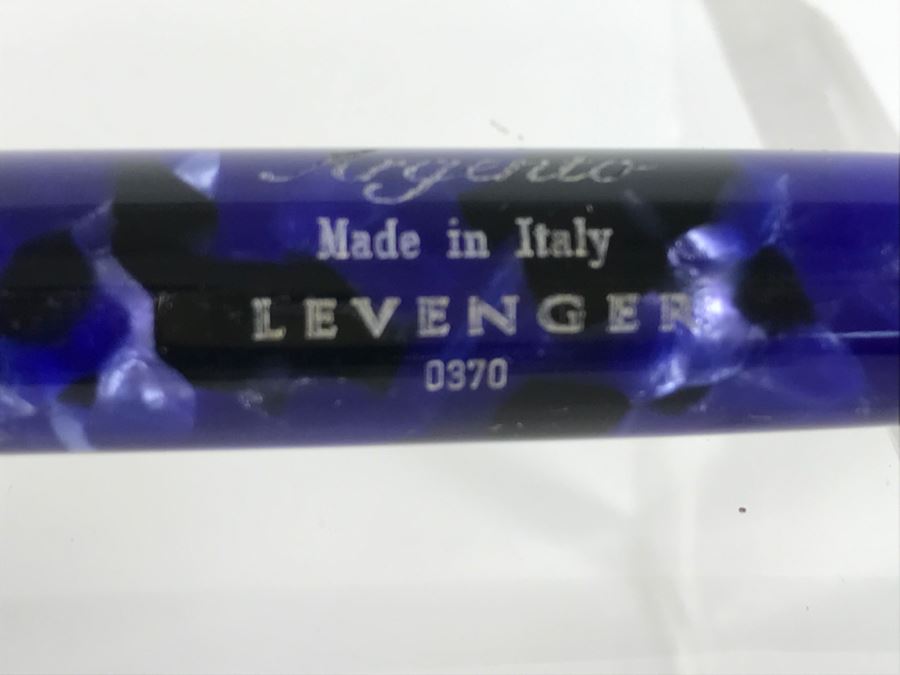 Argento
Made in Italy
LEVENGER
0370